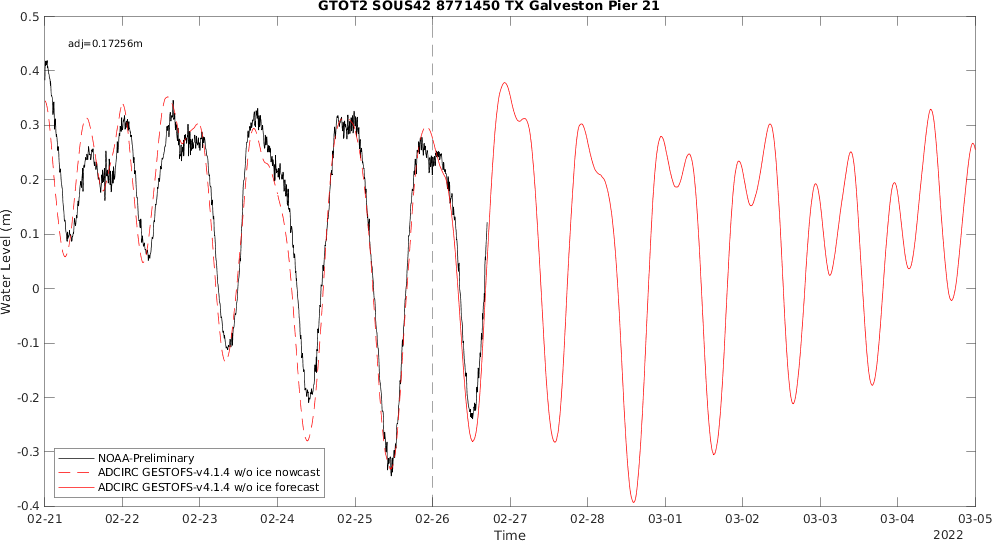 GTOT2 SOUS42 8771450 TX Galveston Pier 21
adj=0.17256m
Water Level (m)
0.5
0.4
0.3
0.2
0.1
0
-0.1
-0.2
-0.3
-0.4
NOAA-Preliminary
ADCIRC GESTOFS-v4.1.4 w/o ice nowcast
ADCIRC GESTOFS-v4.1.4 w/o ice forecast
02-21 02-22 02-23 02-24 02-25 02-26 02-27 02-28 03-01 03-02 03-03 03-04 03-05
Time
2022